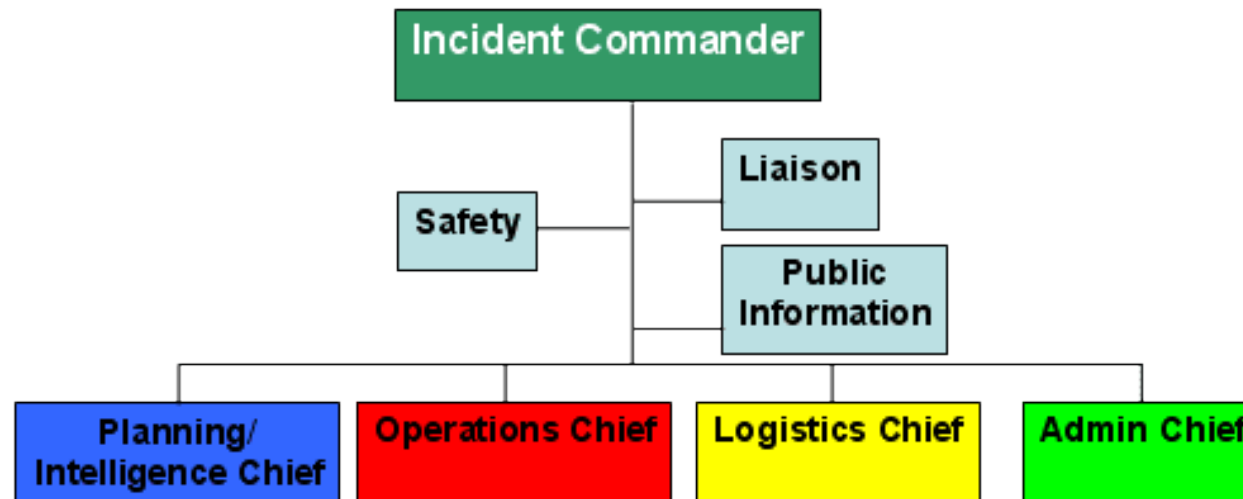 Incident Commander
Liaison
Safety
Public
Information
Planning/
Intelligence Chief
Operations Chief
Logistics Chief
Admin Chief